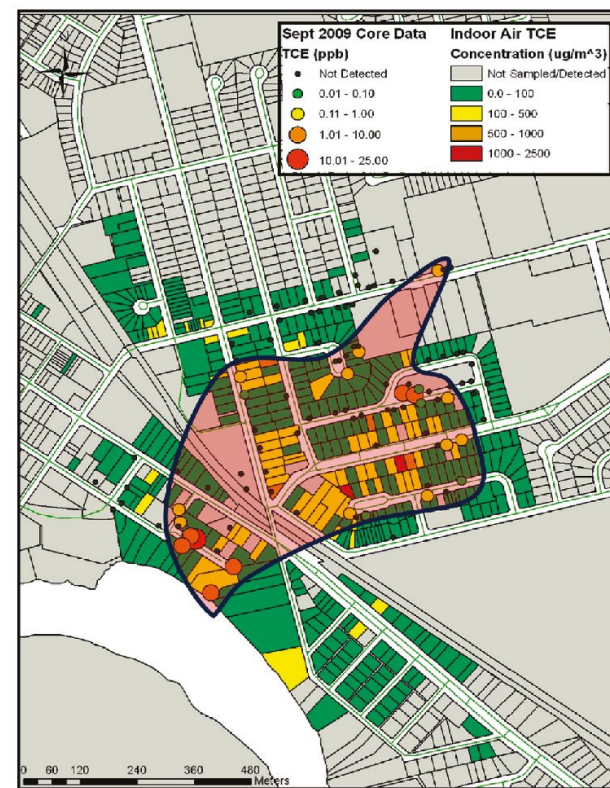 Sept 2009 Core Data
TCE (ppb)
Not Detected
0.01 - 0.10
0.11 - 1.00
1.01 - 10.00
10.01 - 25.00
Indoor Air TCE
Concentration (ug/m^3)
Not Sampled/Detected
0.0 - 100
100 - 500
500 - 1000
1000 - 2500
0 60 120 240 360 480
Meters